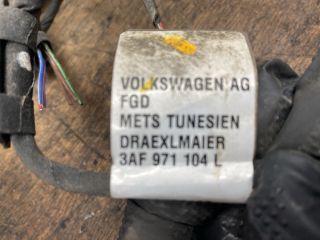 VOLKSWAGEN AG
FGD
METS TUNESIEN
DRAEXLMAIER
3AF 971 104 L